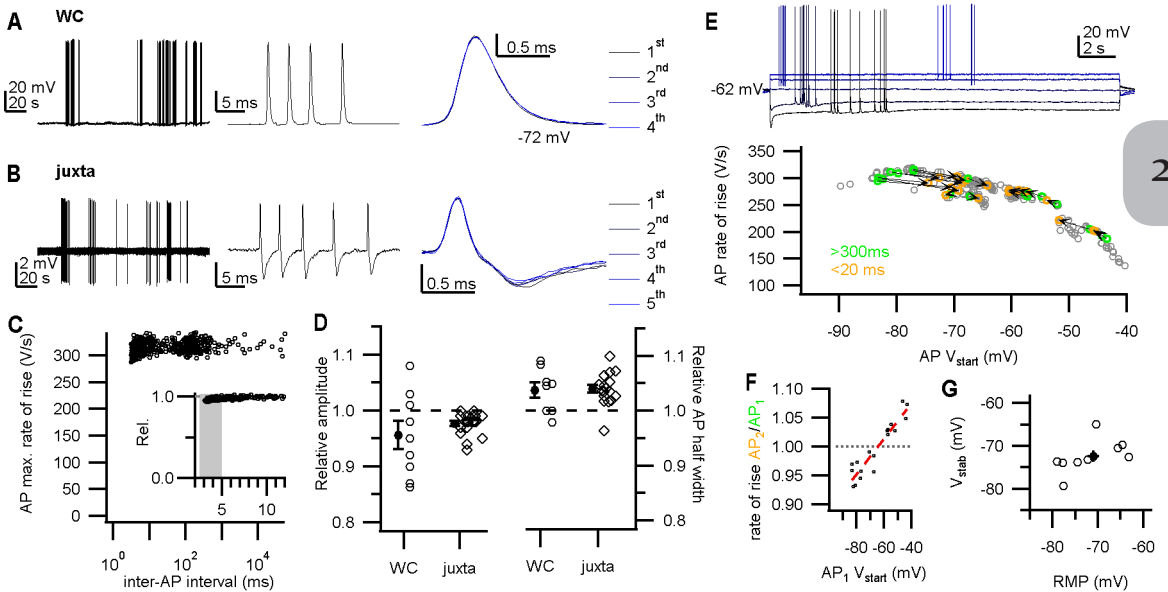 A
WC
20 mV
20 s
5 ms
0.5 ms
-72 mV
1st
2nd
3rd
4th
B
juxta
2 mV
20 s
5 ms
0.5 ms
1st
2nd
3rd
4th
5th
C
AP max. rate of rise (V/s)
300
250
200
150
100
50
0
10^0
10^2
10^4
inter-AP interval (ms)
Rel.
1.0
0.0
5
10
D
Relative amplitude
1.1
1.0
0.9
0.8
WC
juxta
WC
juxta
1.1
1.0
0.9
0.8
Relative AP half width
E
20 mV
2 s
-62 mV
AP rate of rise (V/s)
350
300
250
200
150
100
>300ms
<20 ms
-90
-80
-70
-60
-50
-40
AP Vstart (mV)
2
F
rate of rise AP2/AP1
1.10
1.05
1.00
0.95
0.90
-80
-60
-40
AP1 Vstart (mV)
G
Vstab (mV)
-60
-70
-80
-80
-70
-60
RMP (mV)